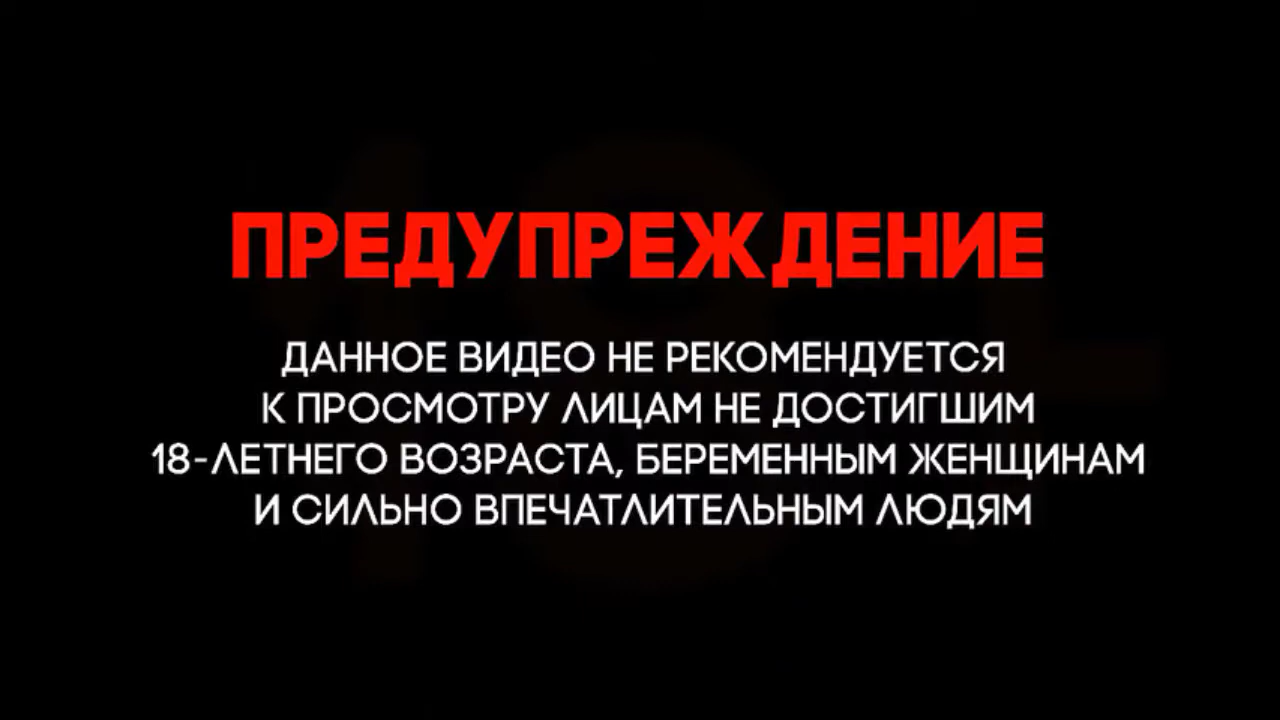 ПРЕДУПРЕЖДЕНИЕ
ДАННОЕ ВИДЕО НЕ РЕКОМЕНДУЕТСЯ
К ПРОСМОТРУ ЛИЦАМ НЕ ДОСТИГШИМ
18-ЛЕТНЕГО ВОЗРАСТА, БЕРЕМЕННЫМ ЖЕНЩИНАМ
И СИЛЬНО ВПЕЧАТЛИТЕЛЬНЫМ ЛЮДЯМ